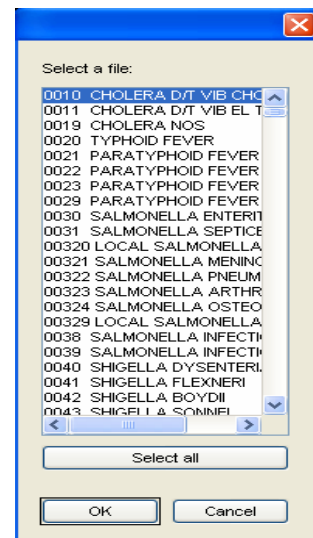 Select a file:
0010 CHOLERA D/T VIB CHO
0011 CHOLERA D/T VIB EL T
0019 CHOLERA NOS
0020 TYPHOID FEVER
0021 PARATYPHOID FEVER
0022 PARATYPHOID FEVER
0023 PARATYPHOID FEVER
0029 PARATYPHOID FEVER
0030 SALMONELLA ENTERIT
0031 SALMONELLA SEPTICE
00320 LOCAL SALMONELLA
00321 SALMONELLA MENING
00322 SALMONELLA PNEUM
00323 SALMONELLA ARTHR
00324 SALMONELLA OSTEO
00329 LOCAL SALMONELLA
0038 SALMONELLA INFECTI
0039 SALMONELLA INFECTI
0040 SHIGELLA DYSENTERI
0041 SHIGELLA FLEXNERI
0042 SHIGELLA BOYDII
0043 SHIGELLA SONNEI
Select all
OK Cancel